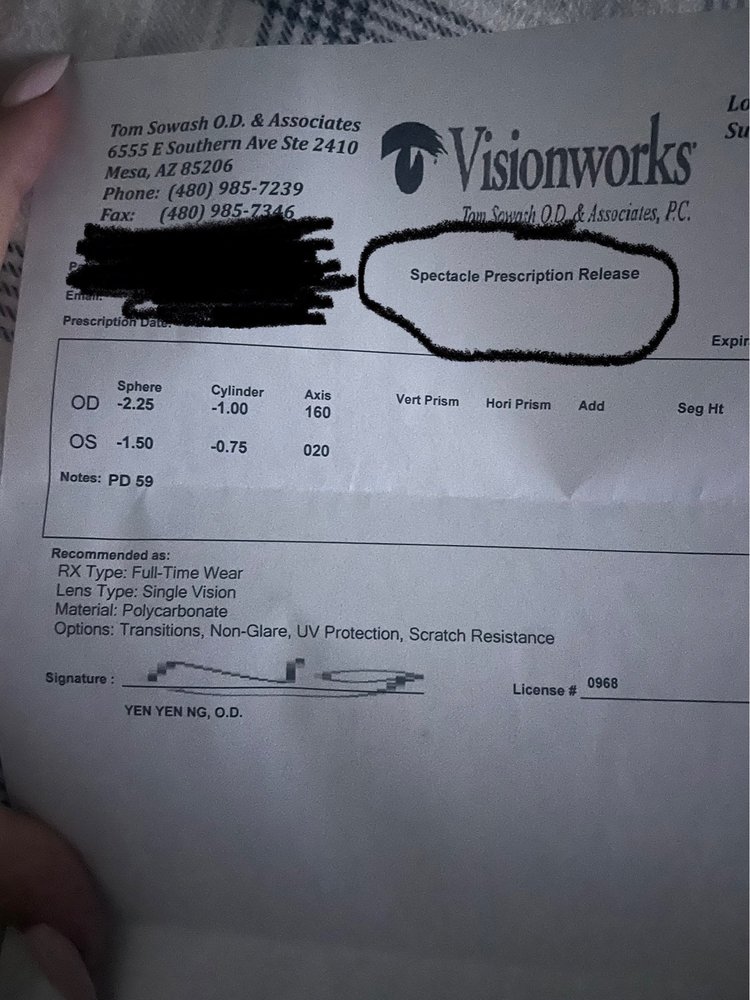 Tom Sowash O.D. & Associates
6555 E Southern Ave Ste 2410
Mesa, AZ 85206
Phone: (480) 985-7239
Fax: (480) 985-7346
Lo
Su
Visionworks
Tom Sowash O.D. & Associates, P.C.
Spectacle Prescription Release
Email:
Prescription Date:
Expir
Sphere Cylinder Axis Vert Prism Hori Prism Add Seg Ht
OD -2.25 -1.00 160
OS -1.50 -0.75 020
Notes: PD 59
Recommended as:
RX Type: Full-Time Wear
Lens Type: Single Vision
Material: Polycarbonate
Options: Transitions, Non-Glare, UV Protection, Scratch Resistance
Signature : License # 0968
YEN YEN NG, O.D.